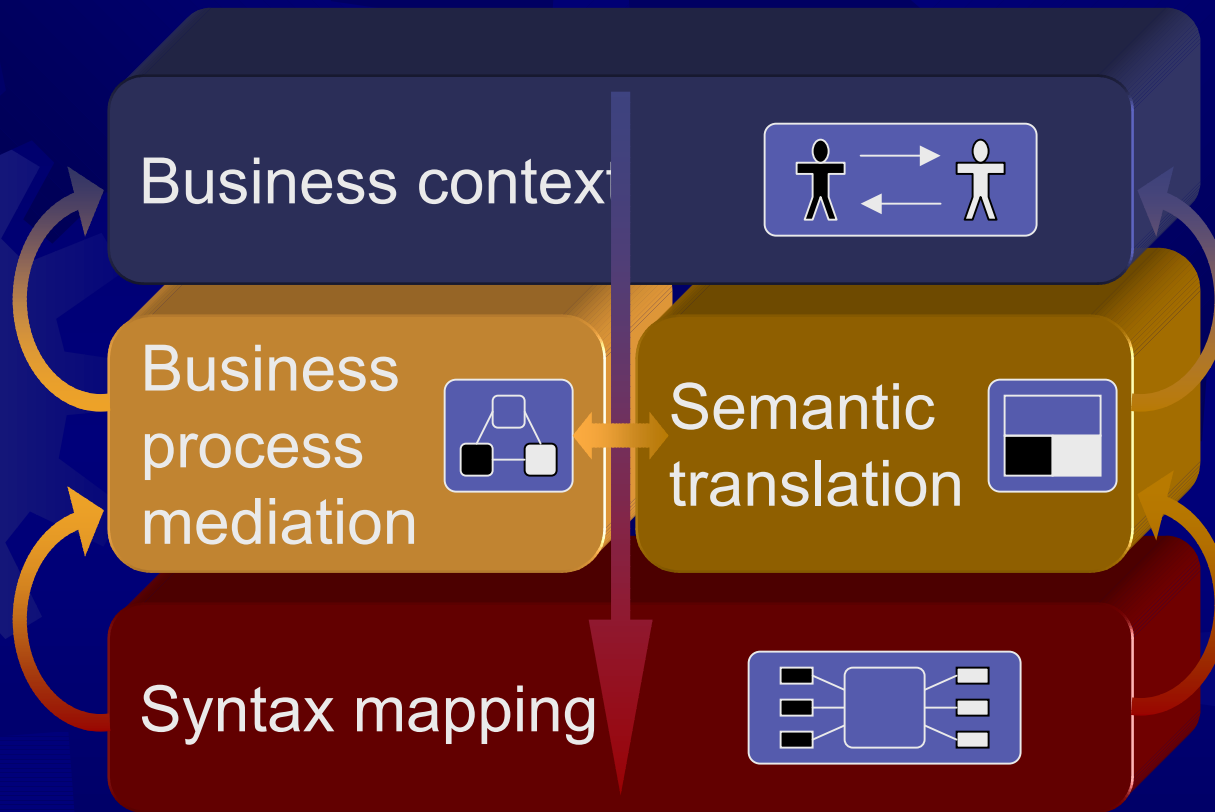 Business context
Business
process
mediation
Semantic
translation
Syntax mapping